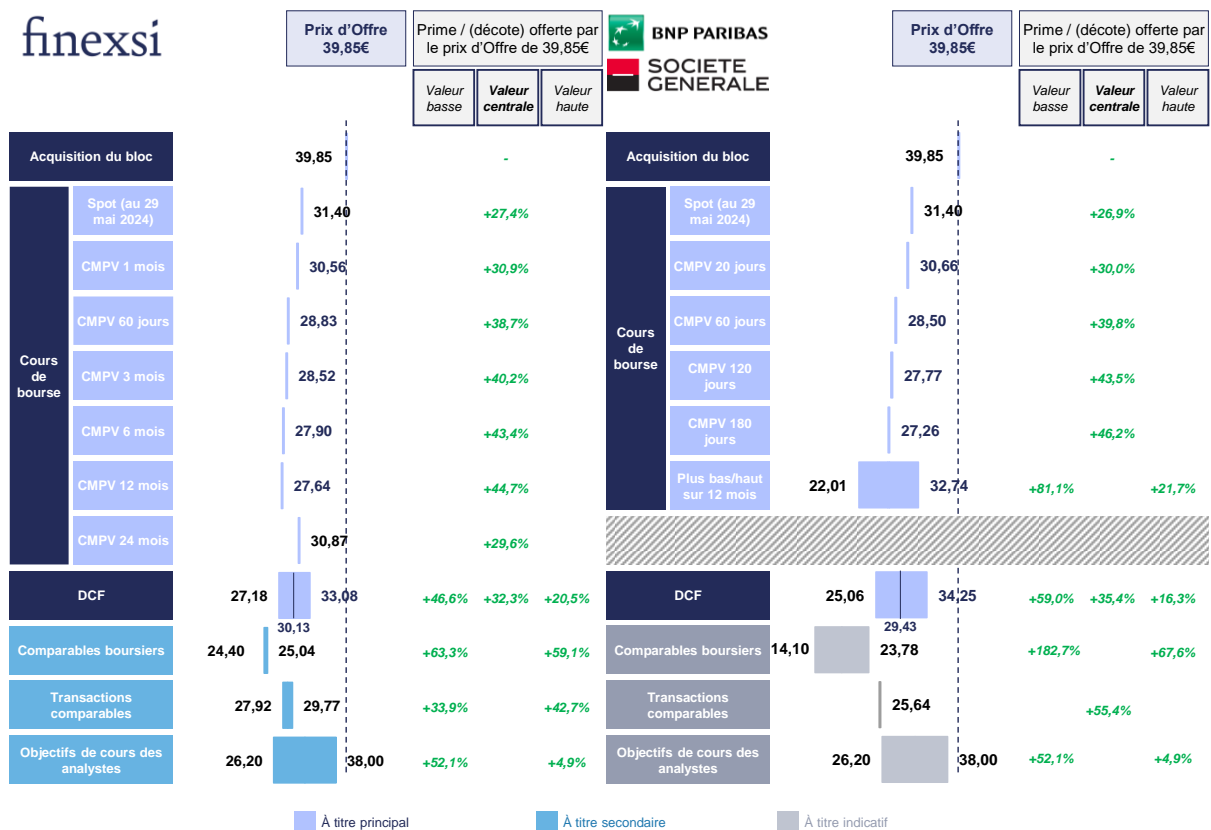 finexsi
Prix d'Offre
39,85€
Prime / (décote) offerte par
le prix d'Offre de 39,85€
Valeur
basse
Valeur
centrale
Valeur
haute
Acquisition du bloc
39,85
-
Cours
de
bourse
Spot (au 29
mai 2024)
31,40
+27,4%
CMPV 1 mois
30,56
+30,9%
CMPV 60 jours
28,83
+38,7%
CMPV 3 mois
28,52
+40,2%
CMPV 6 mois
27,90
+43,4%
CMPV 12 mois
27,64
+44,7%
CMPV 24 mois
30,87
+29,6%
DCF
27,18
33,08
30,13
+46,6%
+32,3%
+20,5%
Comparables boursiers
24,40
25,04
+63,3%
+59,1%
Transactions
comparables
27,92
29,77
+33,9%
+42,7%
Objectifs de cours des
analystes
26,20
38,00
+52,1%
+4,9%
BNP PARIBAS
SOCIETE
GENERALE
Prix d'Offre
39,85€
Prime / (décote) offerte par
le prix d'Offre de 39,85€
Valeur
basse
Valeur
centrale
Valeur
haute
Acquisition du bloc
39,85
-
Cours
de
bourse
Spot (au 29
mai 2024)
31,40
+26,9%
CMPV 20 jours
30,66
+30,0%
CMPV 60 jours
28,50
+39,8%
CMPV 120
jours
27,77
+43,5%
CMPV 180
jours
27,26
+46,2%
Plus bas/haut
sur 12 mois
22,01
32,74
+81,1%
+21,7%
DCF
25,06
34,25
29,43
+59,0%
+35,4%
+16,3%
Comparables boursiers
14,10
23,78
+182,7%
+67,6%
Transactions
comparables
25,64
+55,4%
Objectifs de cours des
analystes
26,20
38,00
+52,1%
+4,9%
À titre principal
À titre secondaire
À titre indicatif